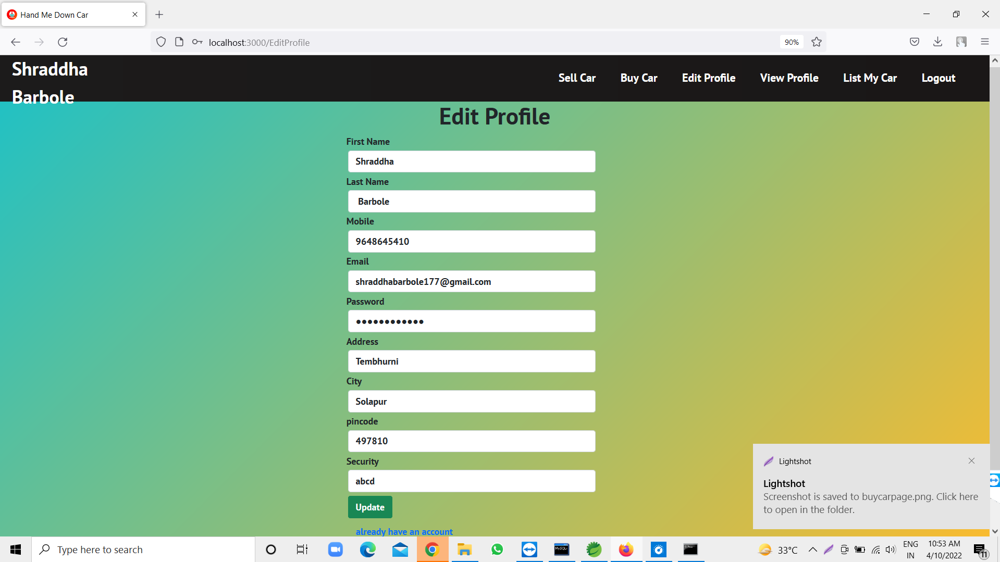 Hand Me Down Car
localhost:3000/EditProfile
90%
Shraddha
Barbole
Sell Car
Buy Car
Edit Profile
View Profile
List My Car
Logout
Edit Profile
First Name
Shraddha
Last Name
Barbole
Mobile
9648645410
Email
shraddhabarbole177@gmail.com
Password
••••••••••••
Address
Tembhurni
City
Solapur
pincode
497810
Security
abcd
Update
already have an account
Lightshot
Lightshot
Screenshot is saved to buycarpage.png. Click here
to open in the folder.
Type here to search
MySQL
33°C
ENG
IN
10:53 AM
4/10/2022
11